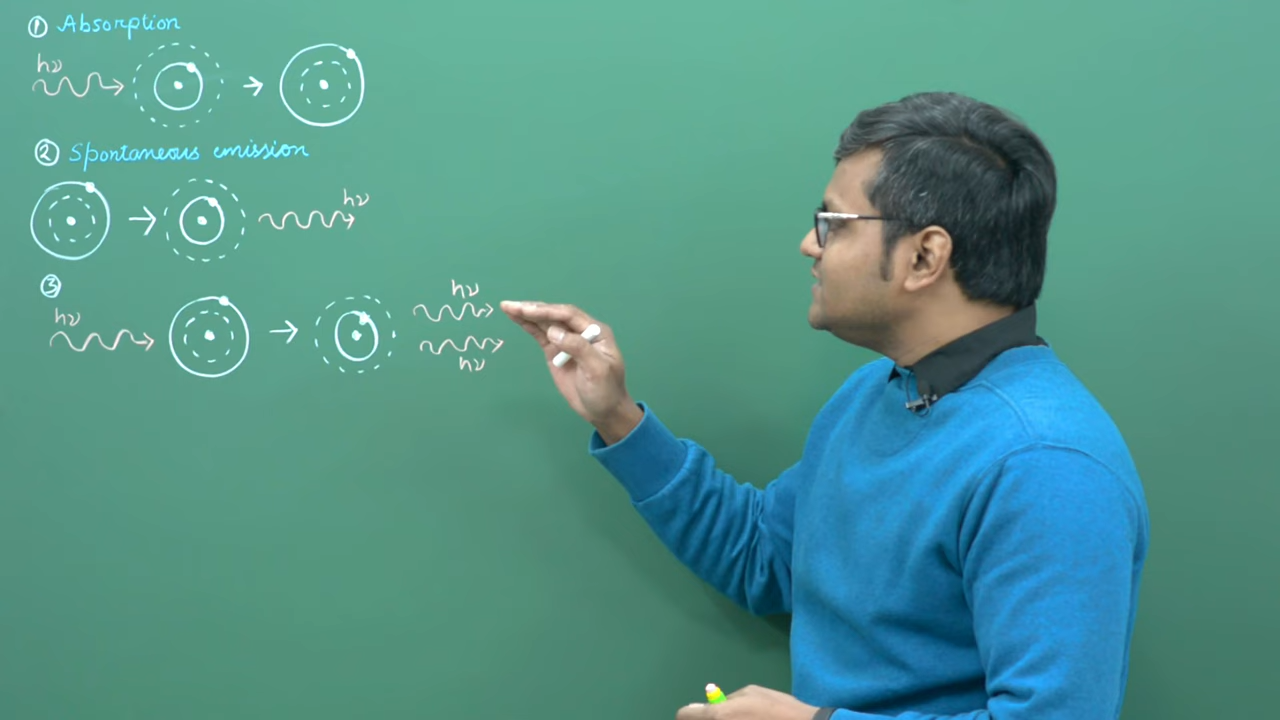 ① Absorption
hν
② Spontaneous emission
hν
③
hν
hν
hν